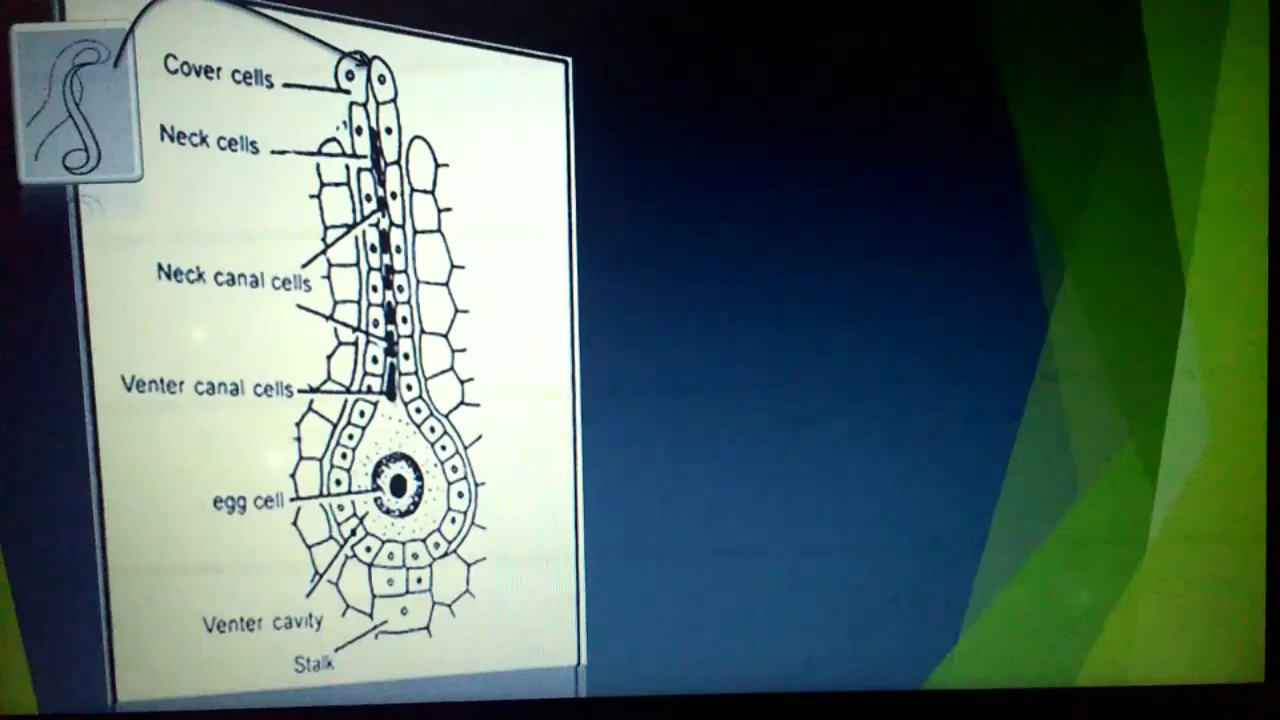 Cover cells
Neck cells
Neck canal cells
Venter canal cells
egg cell
Venter cavity
Stalk